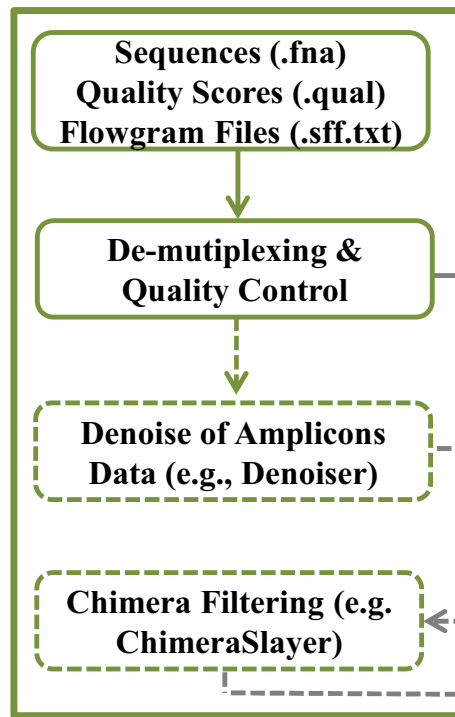 Sequences (.fna)
Quality Scores (.qual)
Flowgram Files (.sff.txt)
De-mutiplexing &
Quality Control
Denoise of Amplicons
Data (e.g., Denoiser)
Chimera Filtering (e.g.
ChimeraSlayer)